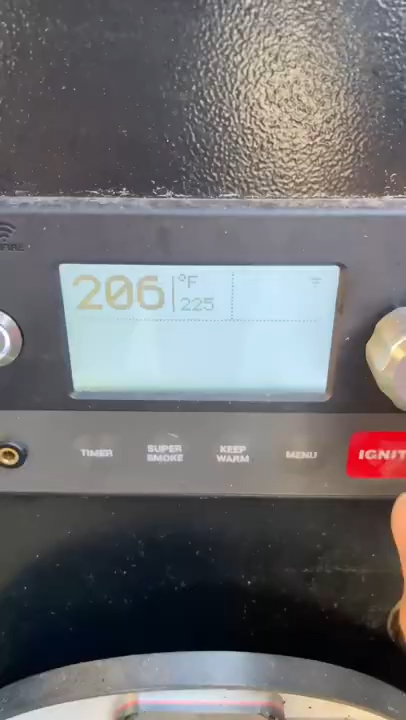 206
°F
225
TIMER
SUPER
SMOKE
KEEP
WARM
MENU
IGNIT